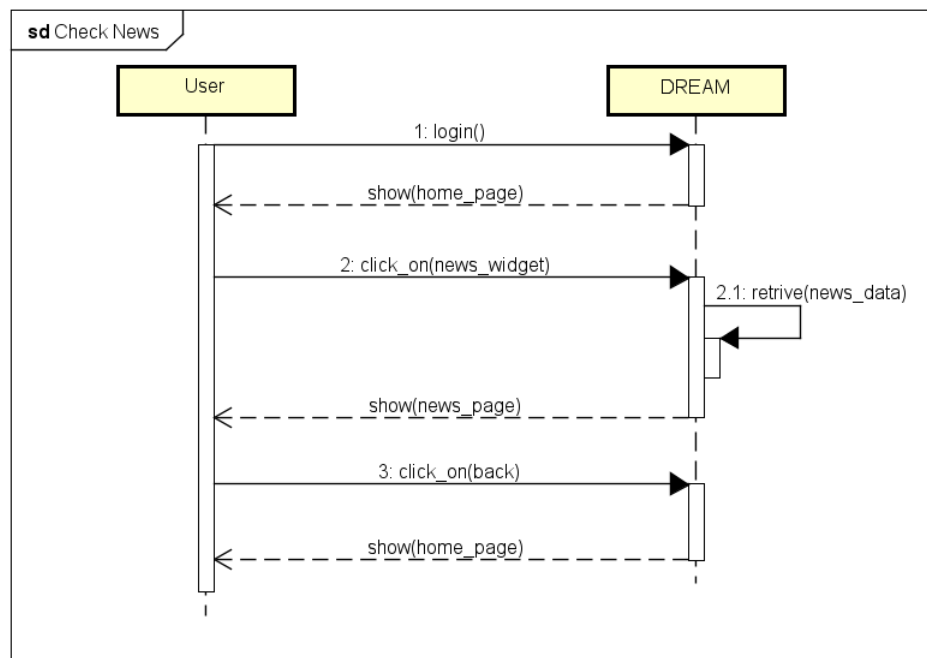 sd Check News
User
DREAM
1: login()
show(home_page)
2: click_on(news_widget)
2.1: retrive(news_data)
show(news_page)
3: click_on(back)
show(home_page)